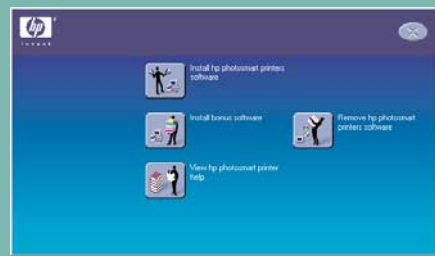 hp
invent
Install hp photosmart printers
software
Install bonus software
Remove hp photosmart
printers software
View hp photosmart printer
help